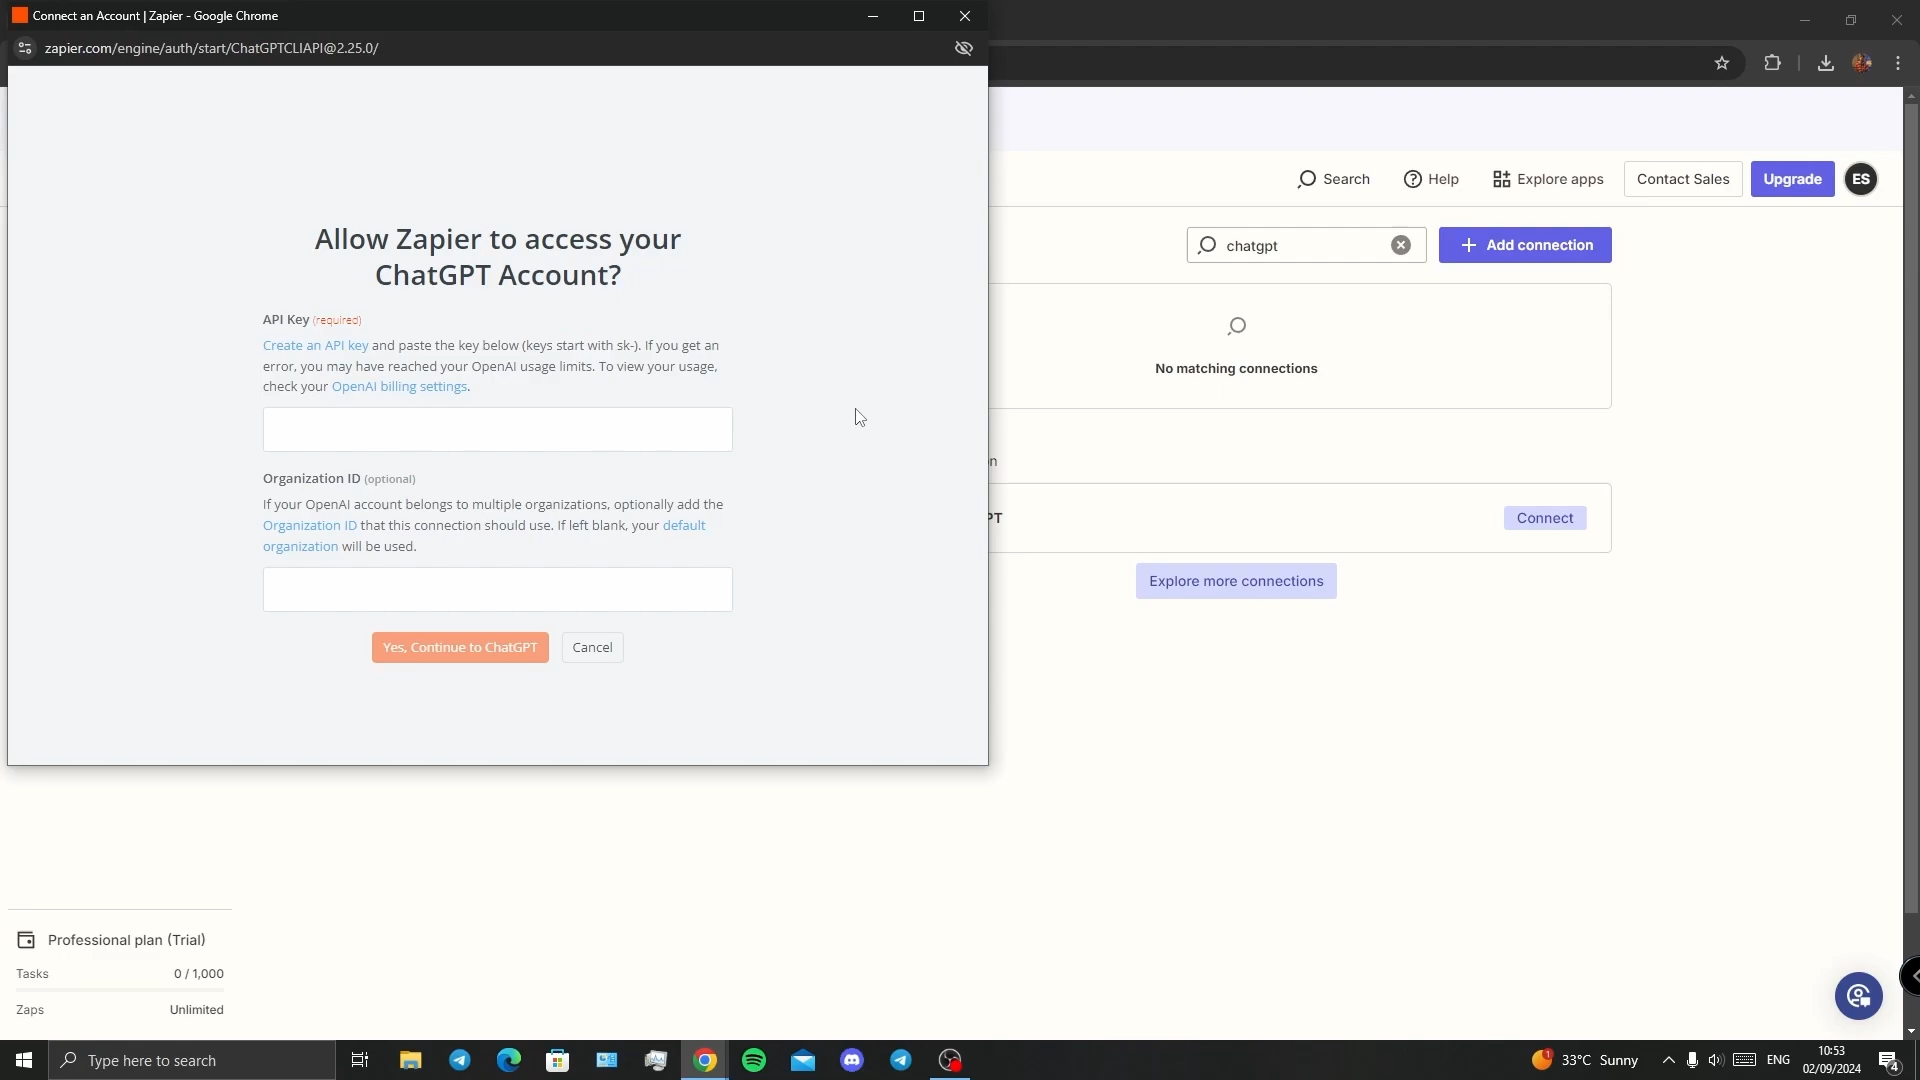 Connect an Account | Zapier - Google Chrome
zapier.com/engine/auth/start/ChatGPTCLIAPI@2.25.0/
Allow Zapier to access your
ChatGPT Account?
API Key (required)
Create an API key and paste the key below (keys start with sk-). If you get an
error, you may have reached your OpenAI usage limits. To view your usage,
check your OpenAI billing settings.
Organization ID (optional)
If your OpenAI account belongs to multiple organizations, optionally add the
Organization ID that this connection should use. If left blank, your default
organization will be used.
Yes, Continue to ChatGPT
Cancel
Search
Help
Explore apps
Contact Sales
Upgrade
ES
chatgpt
Add connection
No matching connections
n
PT
Connect
Explore more connections
Professional plan (Trial)
Tasks 0 / 1,000
Zaps Unlimited
Type here to search
1
33°C Sunny
ENG
10:53
02/09/2024
4